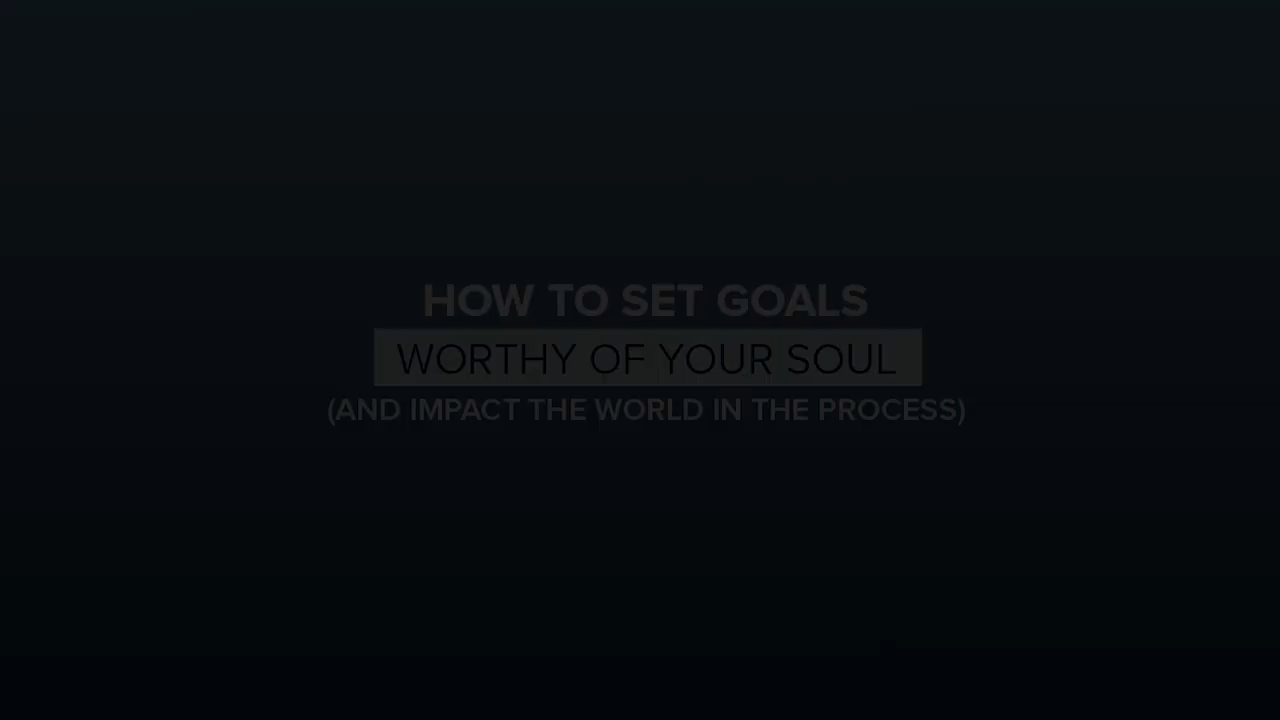 HOW TO SET GOALS
WORTHY OF YOUR SOUL
(AND IMPACT THE WORLD IN THE PROCESS)